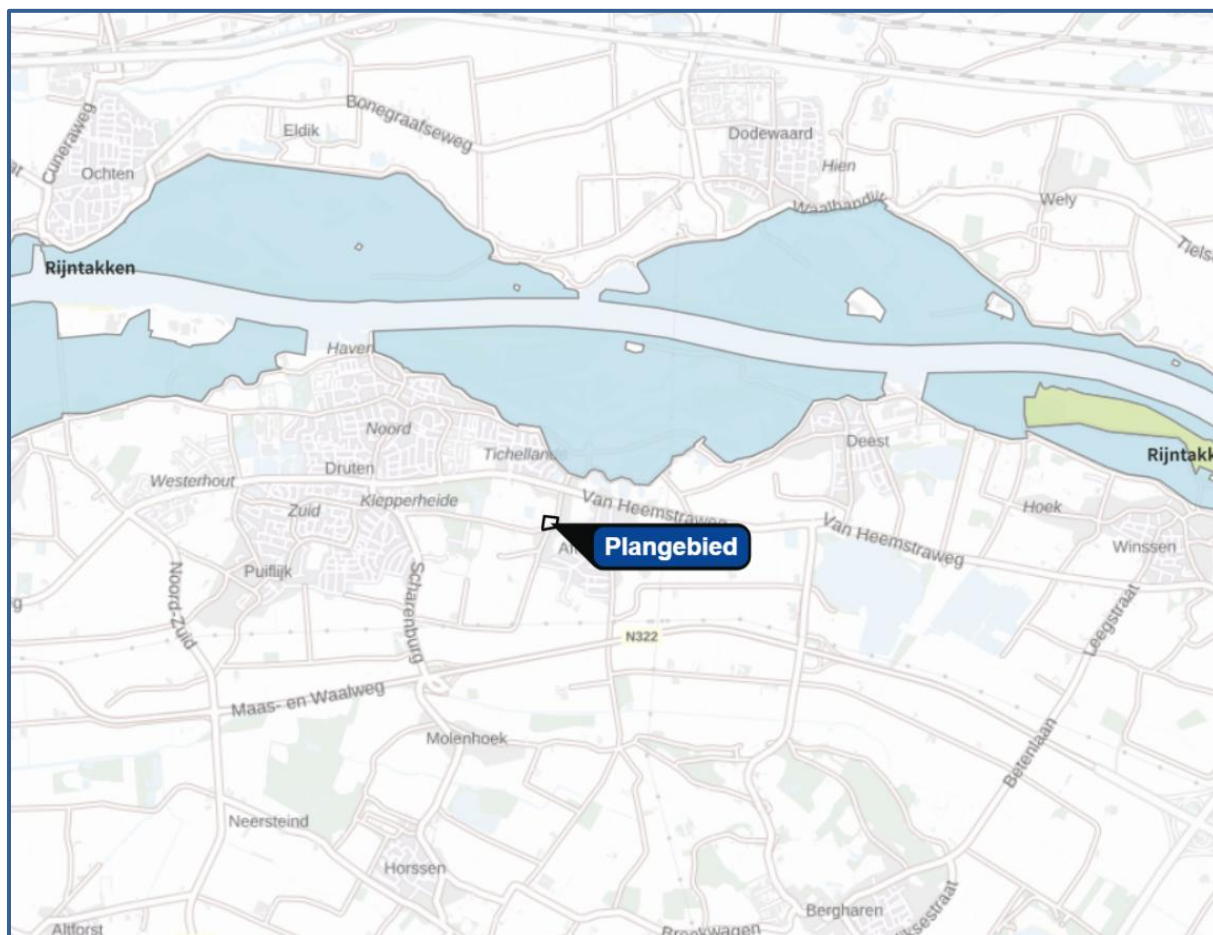 Cuneraweg
Ochten
Eldik
Bonegraafseweg
Dodewaard
Hien
Waalbandijk
Wely
Rijntakken
Haven
Noord
Tichellande
Druten
Westerhout
Klepperheide
Zuid
Puiflijk
Van Heemstraweg
Deest
Hoek
Winssen
Plangebied
Van Heemstraweg
Noord-Zuid
Scharenburg
Leegstraat
N322
Maas- en Waalweg
Molenhoek
Betenlaan
Neersteind
Horssen
Bergharen
Altforst